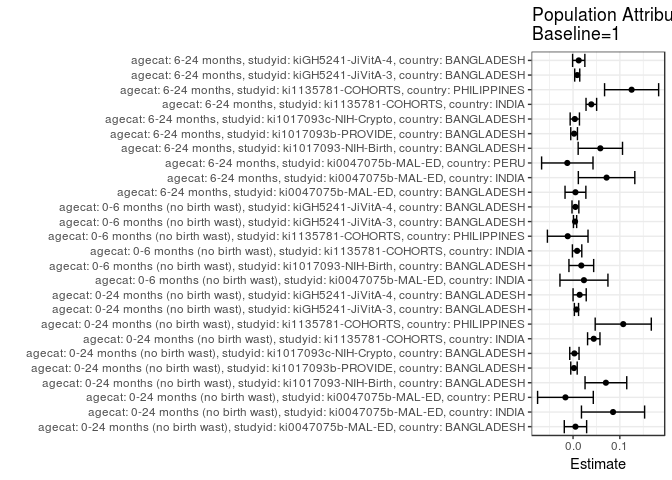 Population Attribu
Baseline=1
agecat: 6-24 months, studyid: kiGH5241-JiVitA-4, country: BANGLADESH
agecat: 6-24 months, studyid: kiGH5241-JiVitA-3, country: BANGLADESH
agecat: 6-24 months, studyid: ki1135781-COHORTS, country: PHILIPPINES
agecat: 6-24 months, studyid: ki1135781-COHORTS, country: INDIA
agecat: 6-24 months, studyid: ki1017093c-NIH-Crypto, country: BANGLADESH
agecat: 6-24 months, studyid: ki1017093b-PROVIDE, country: BANGLADESH
agecat: 6-24 months, studyid: ki1017093-NIH-Birth, country: BANGLADESH
agecat: 6-24 months, studyid: ki0047075b-MAL-ED, country: PERU
agecat: 6-24 months, studyid: ki0047075b-MAL-ED, country: INDIA
agecat: 6-24 months, studyid: ki0047075b-MAL-ED, country: BANGLADESH
agecat: 0-6 months (no birth wast), studyid: kiGH5241-JiVitA-4, country: BANGLADESH
agecat: 0-6 months (no birth wast), studyid: kiGH5241-JiVitA-3, country: BANGLADESH
agecat: 0-6 months (no birth wast), studyid: ki1135781-COHORTS, country: PHILIPPINES
agecat: 0-6 months (no birth wast), studyid: ki1135781-COHORTS, country: INDIA
agecat: 0-6 months (no birth wast), studyid: ki1017093-NIH-Birth, country: BANGLADESH
agecat: 0-6 months (no birth wast), studyid: ki0047075b-MAL-ED, country: INDIA
agecat: 0-24 months (no birth wast), studyid: kiGH5241-JiVitA-4, country: BANGLADESH
agecat: 0-24 months (no birth wast), studyid: kiGH5241-JiVitA-3, country: BANGLADESH
agecat: 0-24 months (no birth wast), studyid: ki1135781-COHORTS, country: PHILIPPINES
agecat: 0-24 months (no birth wast), studyid: ki1135781-COHORTS, country: INDIA
agecat: 0-24 months (no birth wast), studyid: ki1017093c-NIH-Crypto, country: BANGLADESH
agecat: 0-24 months (no birth wast), studyid: ki1017093b-PROVIDE, country: BANGLADESH
agecat: 0-24 months (no birth wast), studyid: ki1017093-NIH-Birth, country: BANGLADESH
agecat: 0-24 months (no birth wast), studyid: ki0047075b-MAL-ED, country: PERU
agecat: 0-24 months (no birth wast), studyid: ki0047075b-MAL-ED, country: INDIA
agecat: 0-24 months (no birth wast), studyid: ki0047075b-MAL-ED, country: BANGLADESH
0.0 0.1
Estimate